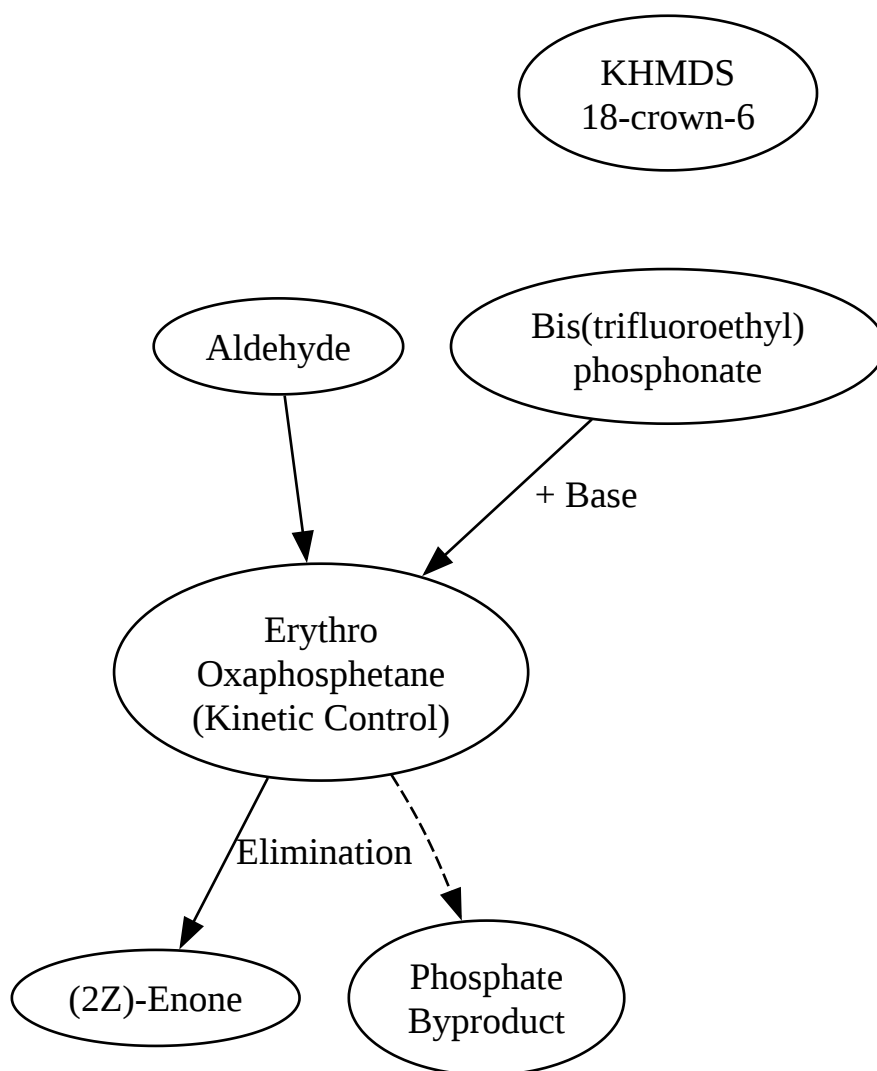 KHMDS
18-crown-6
Aldehyde
Bis(trifluoroethyl)
phosphonate
+ Base
Erythro
Oxaphosphetane
(Kinetic Control)
Elimination
(2Z)-Enone
Phosphate
Byproduct